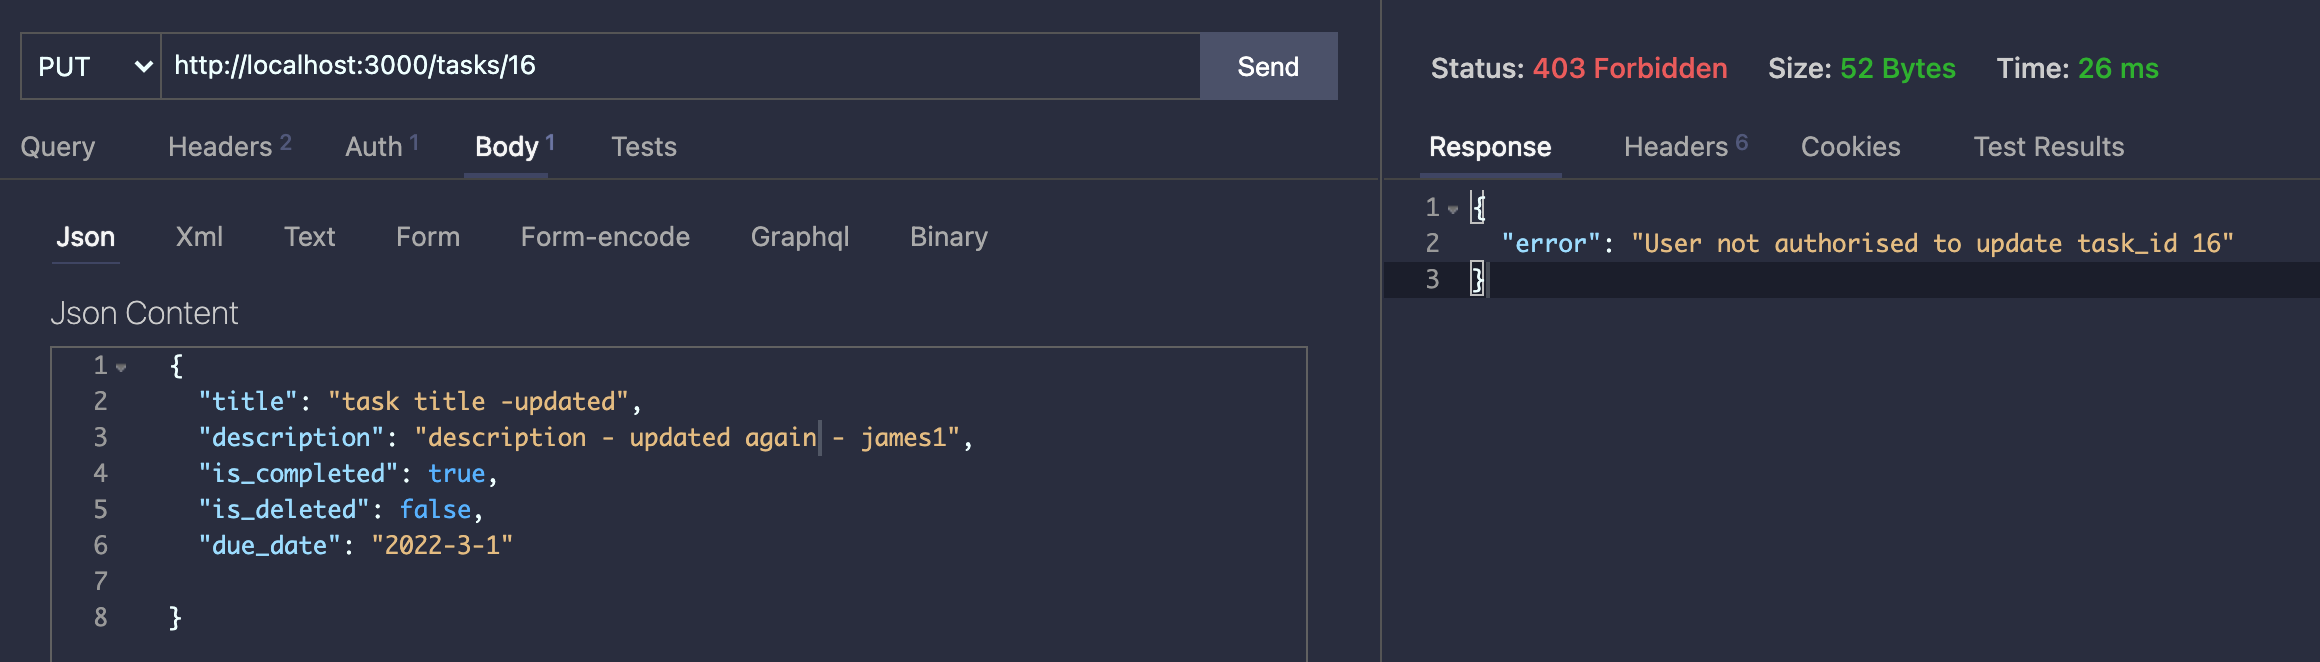 PUT http://localhost:3000/tasks/16 Send
Query Headers 2 Auth 1 Body 1 Tests
Json Xml Text Form Form-encode Graphql Binary
Json Content
1 {
2 "title": "task title -updated",
3 "description": "description - updated again - james1",
4 "is_completed": true,
5 "is_deleted": false,
6 "due_date": "2022-3-1"
7
8 }
Status: 403 Forbidden Size: 52 Bytes Time: 26 ms
Response Headers 6 Cookies Test Results
1 {
2 "error": "User not authorised to update task_id 16"
3 }